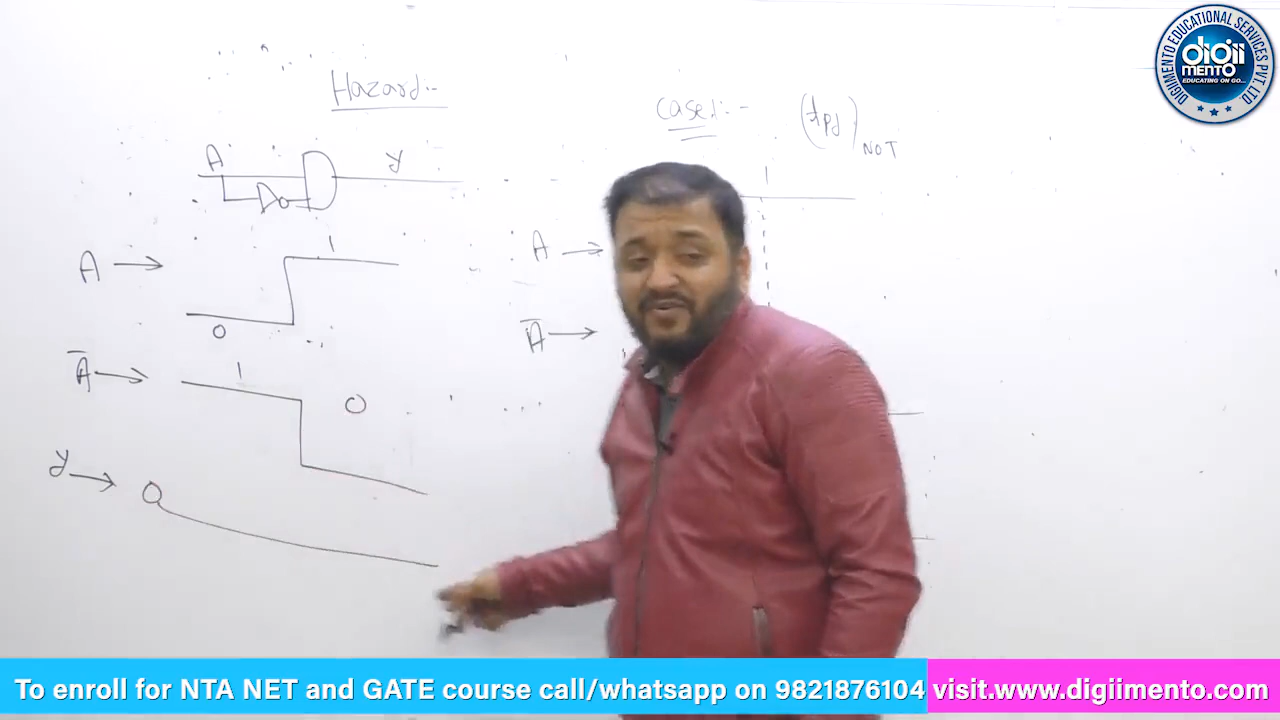 DIGIIMENTO EDUCATIONAL SERVICES PVT. LTD
digii
MENTO
EDUCATING ON GO...
Hazard:-
A
y
A → 0 1
Ā → 1 0
y → 0
Case 1:- (tpd)NOT
A →
Ā →
To enroll for NTA NET and GATE course call/whatsapp on 9821876104 visit.www.digiimento.com